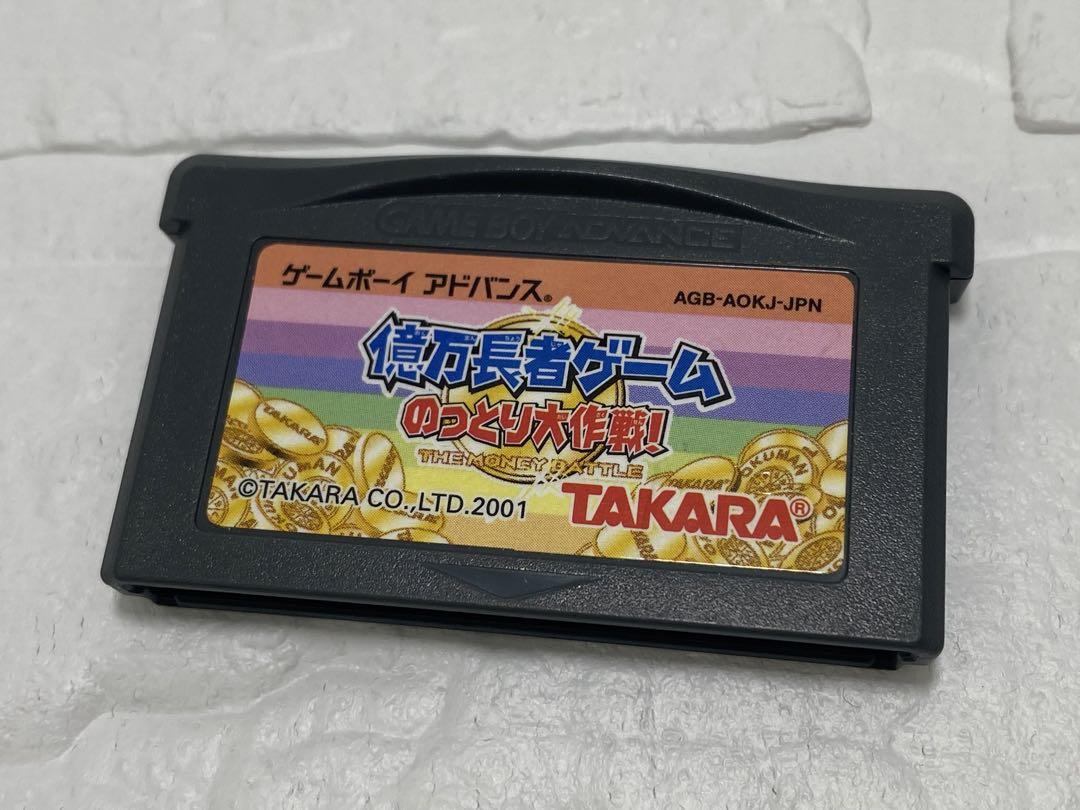 GAME BOY ADVANCE
ゲームボーイ アドバンス®
AGB-AOKJ-JPN
億万長者ゲーム
のっとり大作戦!
THE MONEY BATTLE
©TAKARA CO.,LTD.2001
TAKARA®
TAKARA
OKUMAN